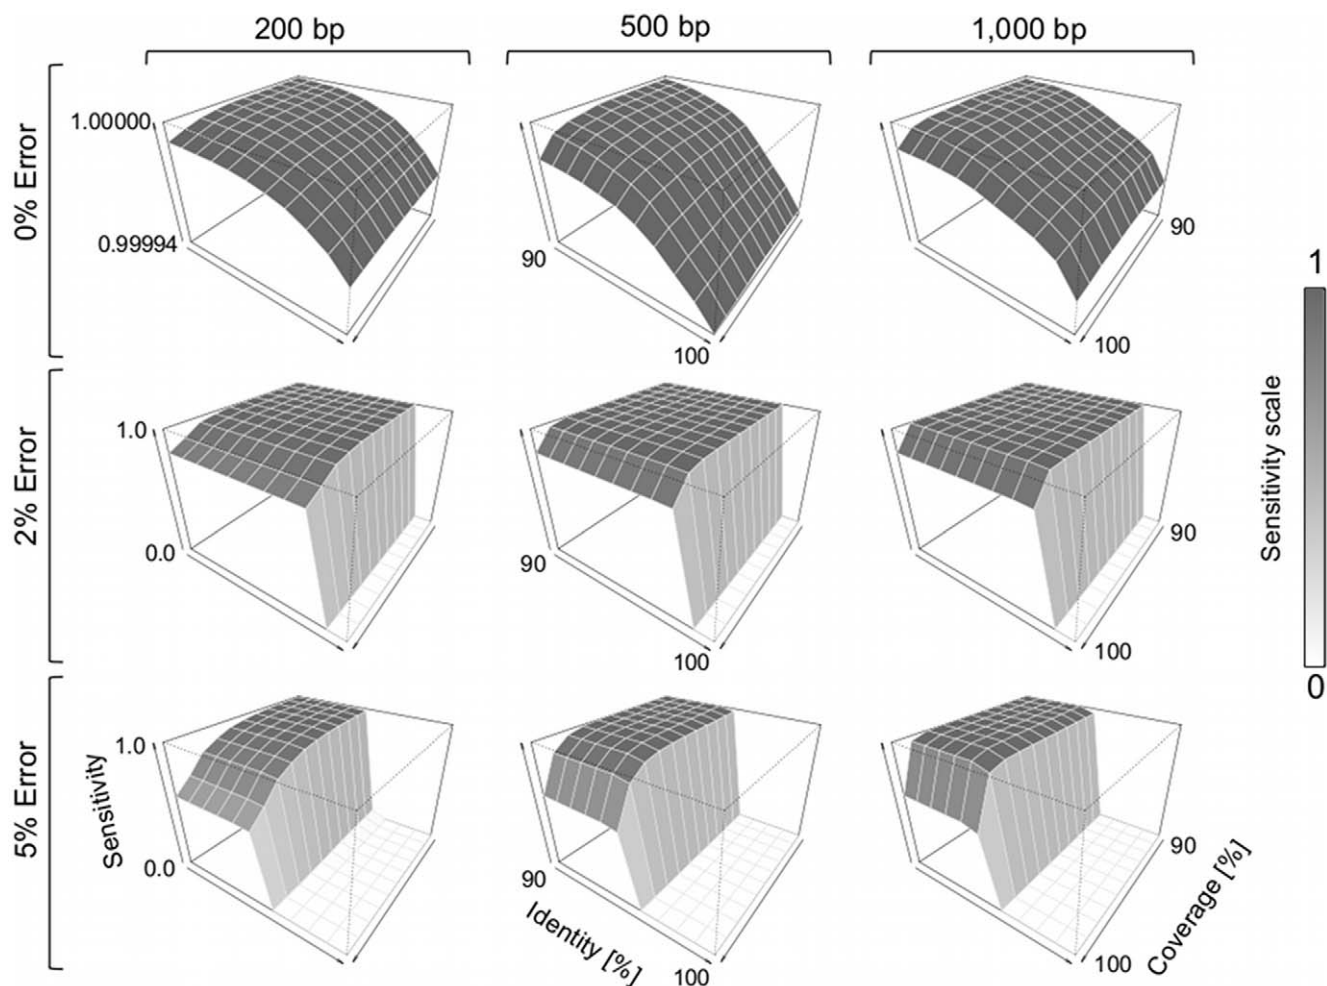 200 bp
500 bp
1,000 bp
0% Error
1.00000
0.99994
90
100
90
100
2% Error
1.0
0.0
90
100
90
100
5% Error
Sensitivity
1.0
0.0
90
Identity [%]
100
90
100
Coverage [%]
1
Sensitivity scale
0